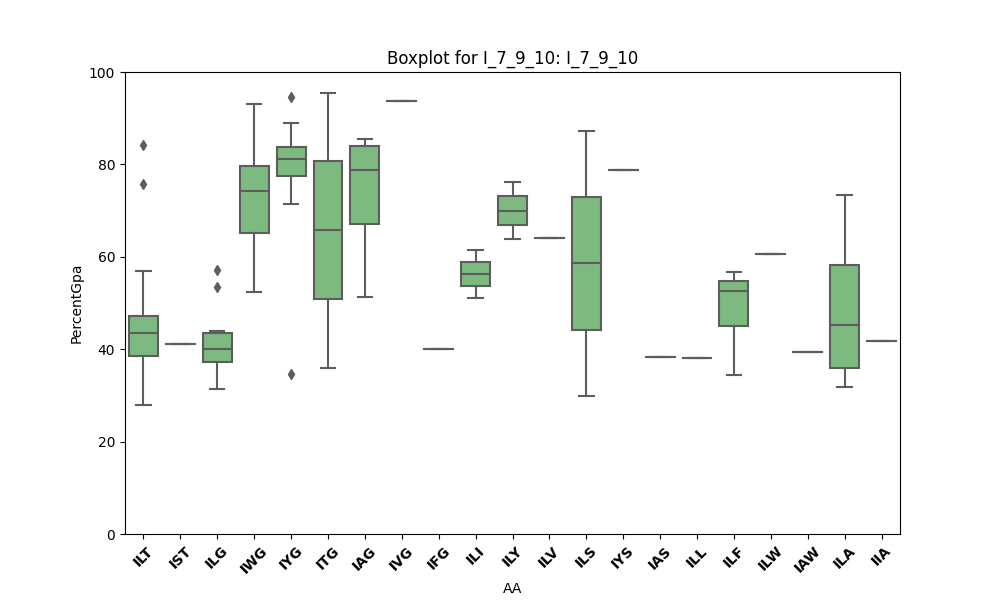 Boxplot for I_7_9_10: I_7_9_10
PercentGpa
100
80
60
40
20
0
ILT IST ILG IWG IYG ITG IAG IVG IFG ILI ILY ILV ILS IYS IAS ILL ILF ILW IAW ILA IIA
AA